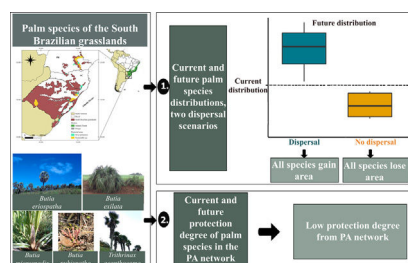 Palm species of the South
Brazilian grasslands
Butia
eriospatha
Butia
exilata
Butia
Butia
Trithrinax
1.
Current and
future palm
species
distributions,
two dispersal
scenarios
Future distribution
Current
distribution
Dispersal
No dispersal
All species gain
area
All species lose
area
2.
Current and
future
protection
degree of palm
species in the
PA network
Low protection degree
from PA network